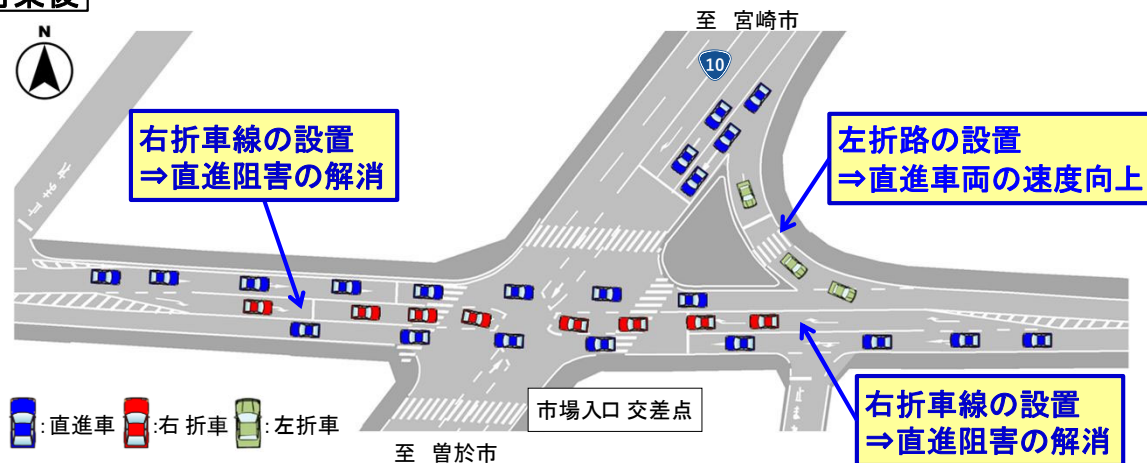 至 宮崎市
N
10
右折車線の設置
⇒直進阻害の解消
左折路の設置
⇒直進車両の速度向上
右折車線の設置
⇒直進阻害の解消
市場入口 交差点
:直進車 :右折車 :左折車
至 曽於市